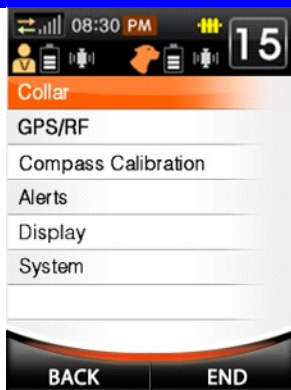 08:30 PM
15
Collar
GPS/RF
Compass Calibration
Alerts
Display
System
BACK END